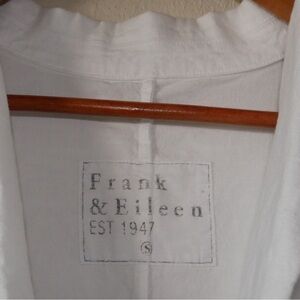 Frank
& Eileen
EST 1947
S